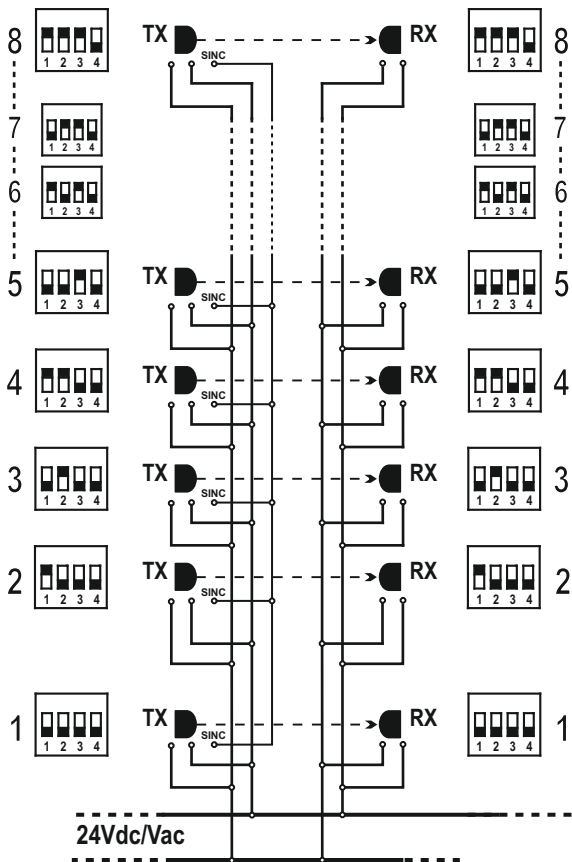 8 1 2 3 4 TX SINC RX 1 2 3 4 8
7 1 2 3 4 1 2 3 4 7
6 1 2 3 4 1 2 3 4 6
5 1 2 3 4 TX SINC RX 1 2 3 4 5
4 1 2 3 4 TX SINC RX 1 2 3 4 4
3 1 2 3 4 TX SINC RX 1 2 3 4 3
2 1 2 3 4 TX SINC RX 1 2 3 4 2
1 1 2 3 4 TX SINC RX 1 2 3 4 1
24Vdc/Vac